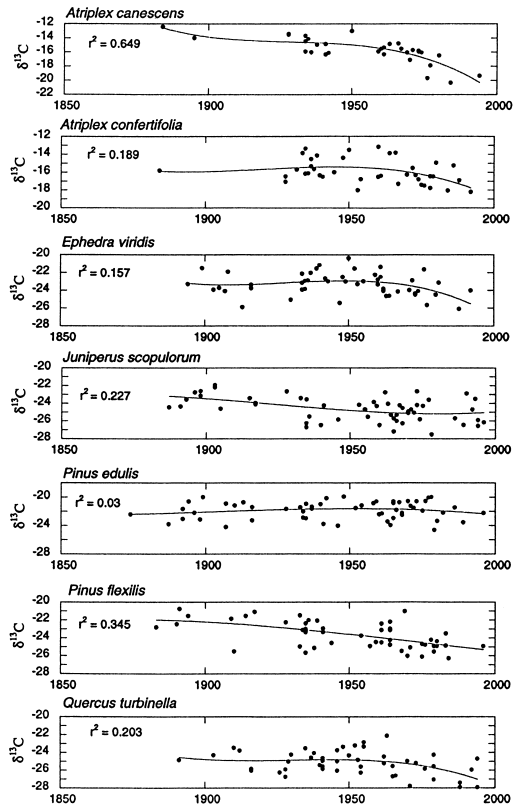 Atriplex canescens
-12
-14
-16
-18
-20
-22
δ13C
r2 = 0.649
1850 1900 1950 2000
Atriplex confertifolia
-12
-14
-16
-18
-20
δ13C
r2 = 0.189
1850 1900 1950 2000
Ephedra viridis
-20
-22
-24
-26
-28
δ13C
r2 = 0.157
1850 1900 1950 2000
Juniperus scopulorum
-20
-22
-24
-26
-28
δ13C
r2 = 0.227
1850 1900 1950 2000
Pinus edulis
-20
-24
-28
δ13C
r2 = 0.03
1850 1900 1950 2000
Pinus flexilis
-20
-22
-24
-26
-28
δ13C
r2 = 0.345
1850 1900 1950 2000
Quercus turbinella
-20
-22
-24
-26
-28
δ13C
r2 = 0.203
1850 1900 1950 2000